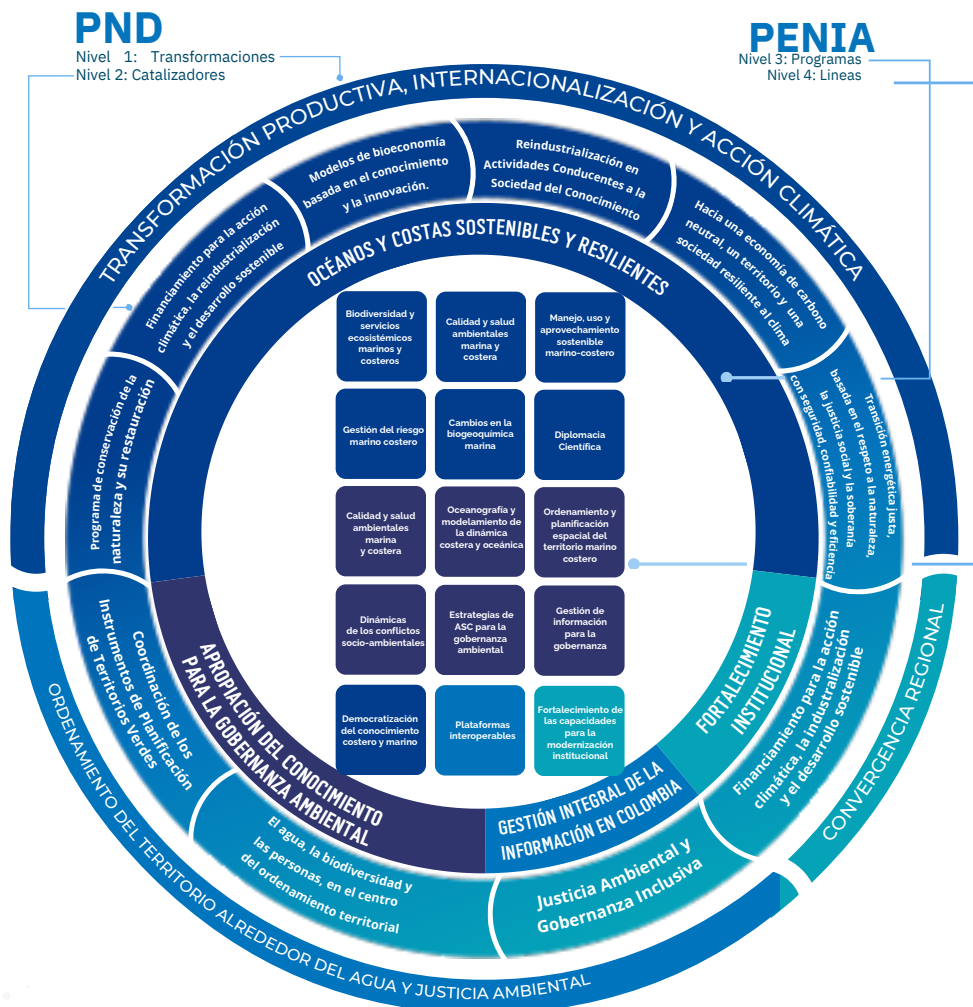 PND
Nivel 1: Transformaciones
Nivel 2: Catalizadores
PENIA
Nivel 3: Programas
Nivel 4: Lineas
TRANSFORMACIÓN PRODUCTIVA, INTERNACIONALIZACIÓN Y ACCIÓN CLIMÁTICA
Programa de conservación de la
naturaleza y su restauración
Financiamiento para la acción
climática, la reindustrialización
y el desarrollo sostenible
Modelos de bioeconomía
basada en el conocimiento
y la innovación.
Reindustrialización en
Actividades Conducentes a la
Sociedad del Conocimiento
Hacia una economía de carbono
neutral, un territorio y una
sociedad resiliente al clima
Transición energética justa,
basada en el respeto a la naturaleza,
la justicia social y la soberanía
con seguridad, confiabilidad y eficiencia
OCÉANOS Y COSTAS SOSTENIBLES Y RESILIENTES
Biodiversidad y
servicios
ecosistémicos
marinos y
costeros
Calidad y salud
ambientales
marina y
costera
Manejo, uso y
aprovechamiento
sostenible
marino-costero
Gestión del riesgo
marino costero
Cambios en la
biogeoquímica
marina
Diplomacia
Científica
Calidad y salud
ambientales
marina
y costera
Oceanografía y
modelamiento de
la dinámica
costera y oceánica
Ordenamiento y
planificación
espacial del
territorio marino
costero
Dinámicas
de los conflictos
socio-ambientales
Estrategias de
ASC para la
gobernanza
ambiental
Gestión de
información
para la
gobernanza
Democratización
del conocimiento
costero y marino
Plataformas
interoperables
Fortalecimiento de
las capacidades
para la
modernización
institucional
APROPIACIÓN DEL CONOCIMIENTO
PARA LA GOBERNANZA AMBIENTAL
GESTIÓN INTEGRAL DE LA
INFORMACIÓN EN COLOMBIA
FORTALECIMIENTO
INSTITUCIONAL
Coordinación de los
Instrumentos de Planificación
de Territorios Verdes
El agua, la biodiversidad y
las personas, en el centro
del ordenamiento territorial
Justicia Ambiental y
Gobernanza Inclusiva
Financiamiento para la acción
climática, la industralización
y el desarrollo sostenible
ORDENAMIENTO DEL TERRITORIO ALREDEDOR DEL AGUA Y JUSTICIA AMBIENTAL
CONVERGENCIA REGIONAL